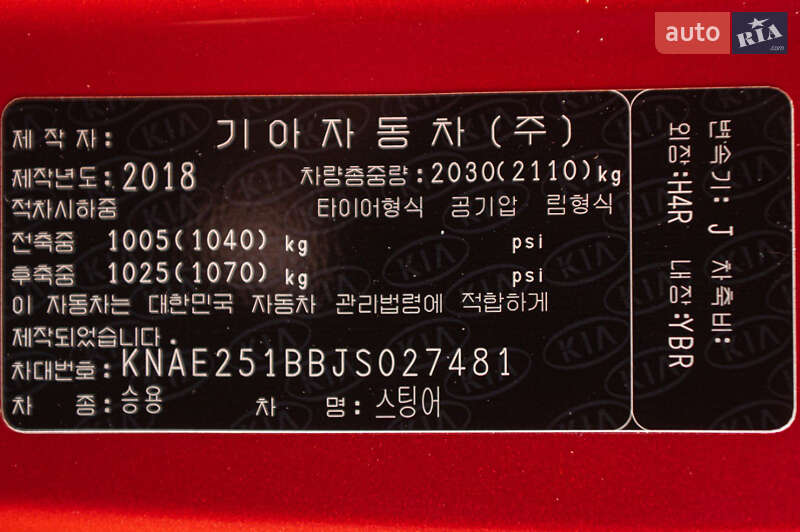 auto RIA.com
제 작 자 : 기 아 자 동 차 (주)
제작년도 : 2018 차량총중량 : 2030(2110)kg
적차시하중 타이어형식 공기압 림형식
전축중 1005(1040) kg psi
후축중 1025(1070) kg psi
이 자동차는 대한민국 자동차 관리법령에 적합하게
제작되었습니다.
차대번호 : KNAE251BBJS027481
차 종 : 승용 차 명 : 스팅어
변속기 : J 차축비 :
외장 : H4R 내장 : YBR